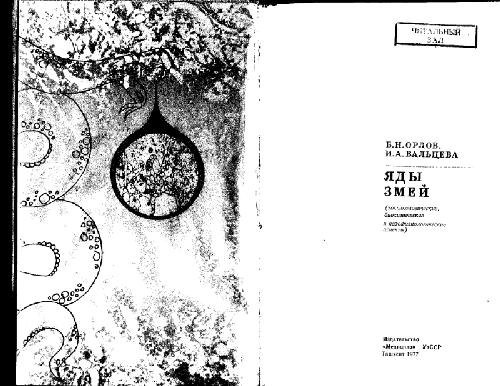 ЧИТАЛЬНЫЙ
ЗАЛ
Б.Н.ОРЛОВ,
И.А.ВАЛЬЦЕВА
ЯДЫ
ЗМЕЙ
Издательство
«Медицина» УзССР
Ташкент 1977